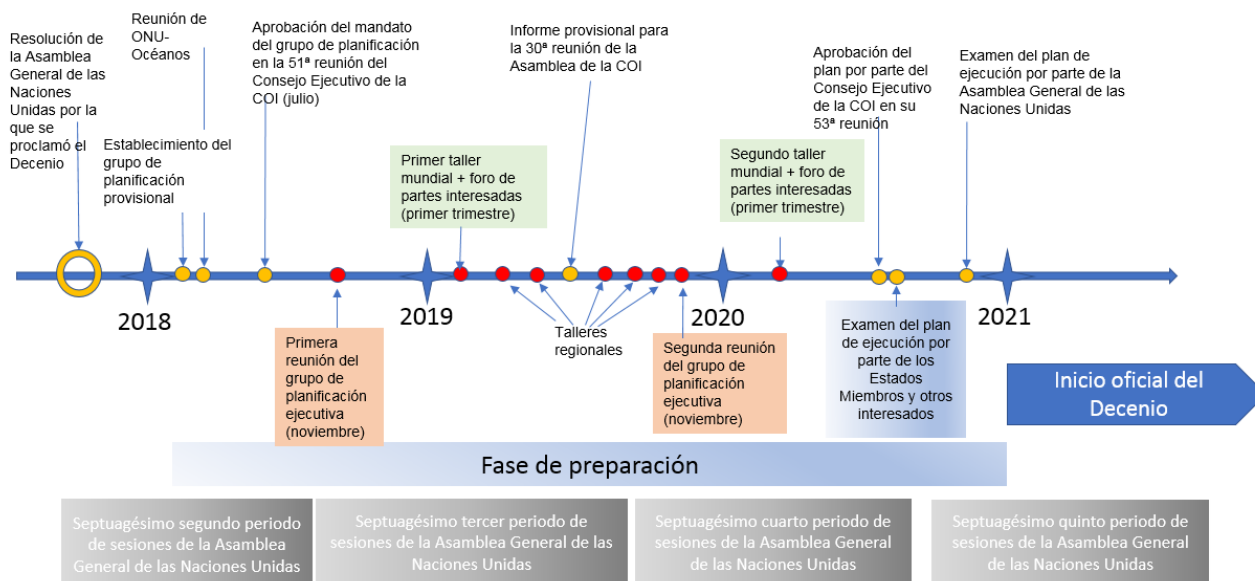 Resolución de
la Asamblea
General de las
Naciones
Unidas por la
que se
proclamó el
Decenio
Reunión de
ONU-
Océanos
Establecimiento del
grupo de
planificación
provisional
Aprobación del mandato
del grupo de planificación
en la 51ª reunión del
Consejo Ejecutivo de la
COI (julio)
Primer taller
mundial + foro de
partes interesadas
(primer trimestre)
Informe provisional para
la 30ª reunión de la
Asamblea de la COI
Segundo taller
mundial + foro de
partes interesadas
(primer trimestre)
Aprobación del
plan por parte del
Consejo Ejecutivo
de la COI en su
53ª reunión
Examen del plan de
ejecución por parte de la
Asamblea General de las
Naciones Unidas
2018
2019
2020
2021
Primera
reunión del
grupo de
planificación
ejecutiva
(noviembre)
Talleres
regionales
Segunda reunión
del grupo de
planificación
ejecutiva
(noviembre)
Examen del plan
de ejecución por
parte de los
Estados
Miembros y otros
interesados
Inicio oficial del
Decenio
Fase de preparación
Septuagésimo segundo periodo
de sesiones de la Asamblea
General de las Naciones Unidas
Septuagésimo tercer periodo de
sesiones de la Asamblea General de las
Naciones Unidas
Septuagésimo cuarto periodo de
sesiones de la Asamblea General
de las Naciones Unidas
Septuagésimo quinto periodo de
sesiones de la Asamblea General
de las Naciones Unidas